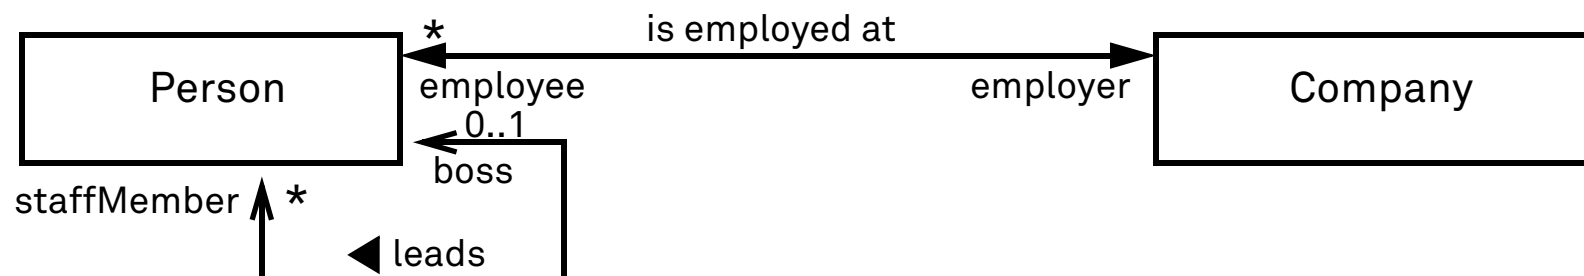 * is employed at
Person
employee employer
Company
0..1
boss
staffMember *
leads